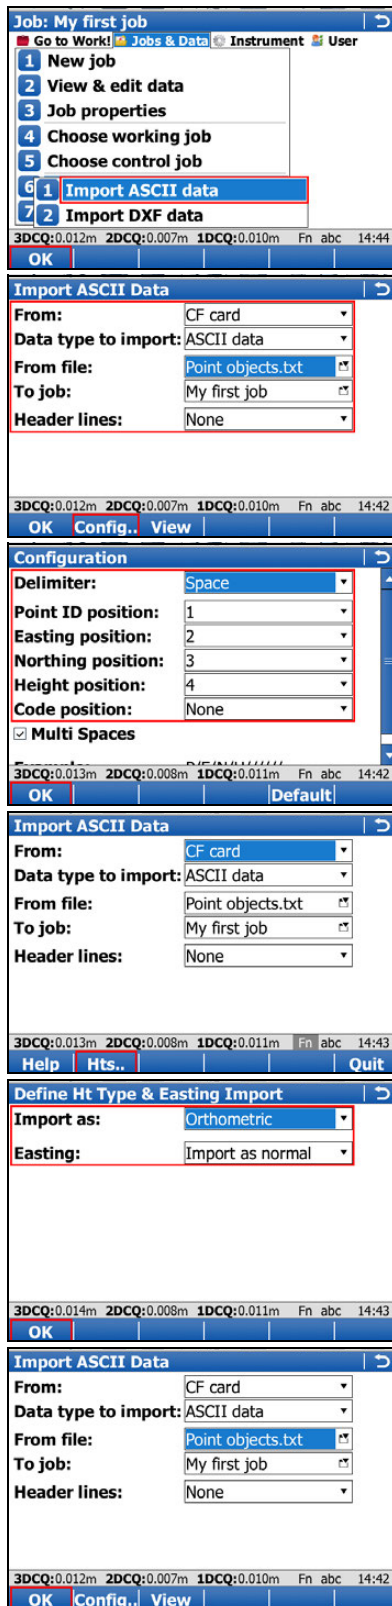 Job: My first job
Go to Work! Jobs & Data Instrument User
1 New job
2 View & edit data
3 Job properties
4 Choose working job
5 Choose control job
6 1 Import ASCII data
7 2 Import DXF data
3DCQ:0.012m 2DCQ:0.007m 1DCQ:0.010m Fn abc 14:44
OK
Import ASCII Data
From: CF card
Data type to import: ASCII data
From file: Point objects.txt
To job: My first job
Header lines: None
3DCQ:0.012m 2DCQ:0.007m 1DCQ:0.010m Fn abc 14:42
OK Config.. View
Configuration
Delimiter: Space
Point ID position: 1
Easting position: 2
Northing position: 3
Height position: 4
Code position: None
Multi Spaces
3DCQ:0.013m 2DCQ:0.008m 1DCQ:0.011m Fn abc 14:42
OK Default
Import ASCII Data
From: CF card
Data type to import: ASCII data
From file: Point objects.txt
To job: My first job
Header lines: None
3DCQ:0.013m 2DCQ:0.008m 1DCQ:0.011m Fn abc 14:43
Help Hts.. Quit
Define Ht Type & Easting Import
Import as: Orthometric
Easting: Import as normal
3DCQ:0.014m 2DCQ:0.008m 1DCQ:0.011m Fn abc 14:43
OK
Import ASCII Data
From: CF card
Data type to import: ASCII data
From file: Point objects.txt
To job: My first job
Header lines: None
3DCQ:0.012m 2DCQ:0.007m 1DCQ:0.010m Fn abc 14:42
OK Config.. View